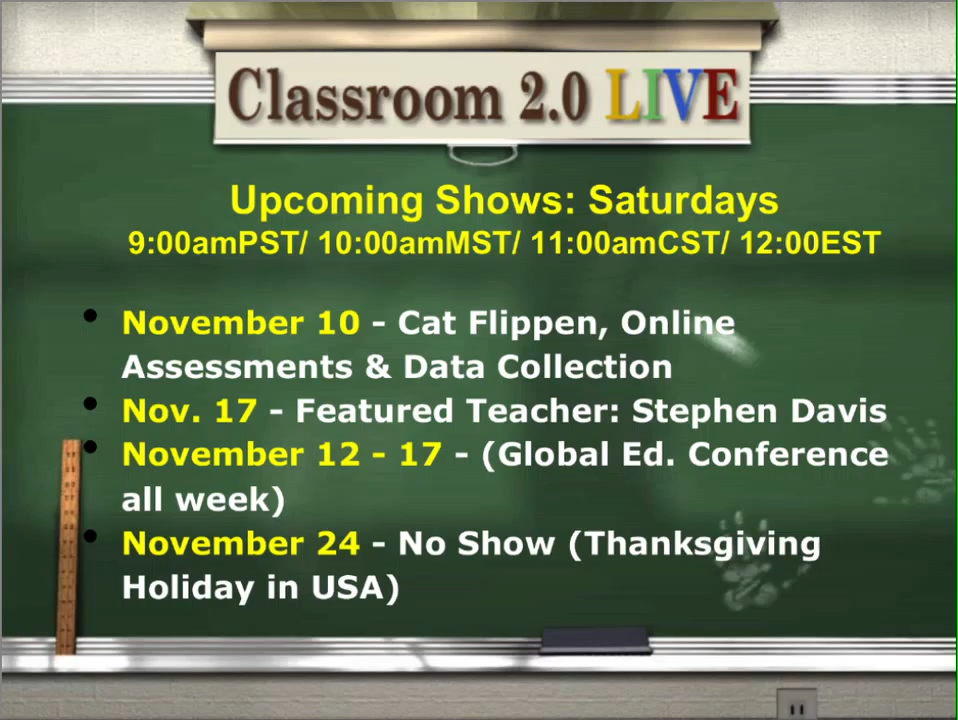 Classroom 2.0 LIVE
Upcoming Shows: Saturdays
9:00amPST/ 10:00amMST/ 11:00amCST/ 12:00EST
• November 10 - Cat Flippen, Online
Assessments & Data Collection
• Nov. 17 - Featured Teacher: Stephen Davis
• November 12 - 17 - (Global Ed. Conference
all week)
• November 24 - No Show (Thanksgiving
Holiday in USA)